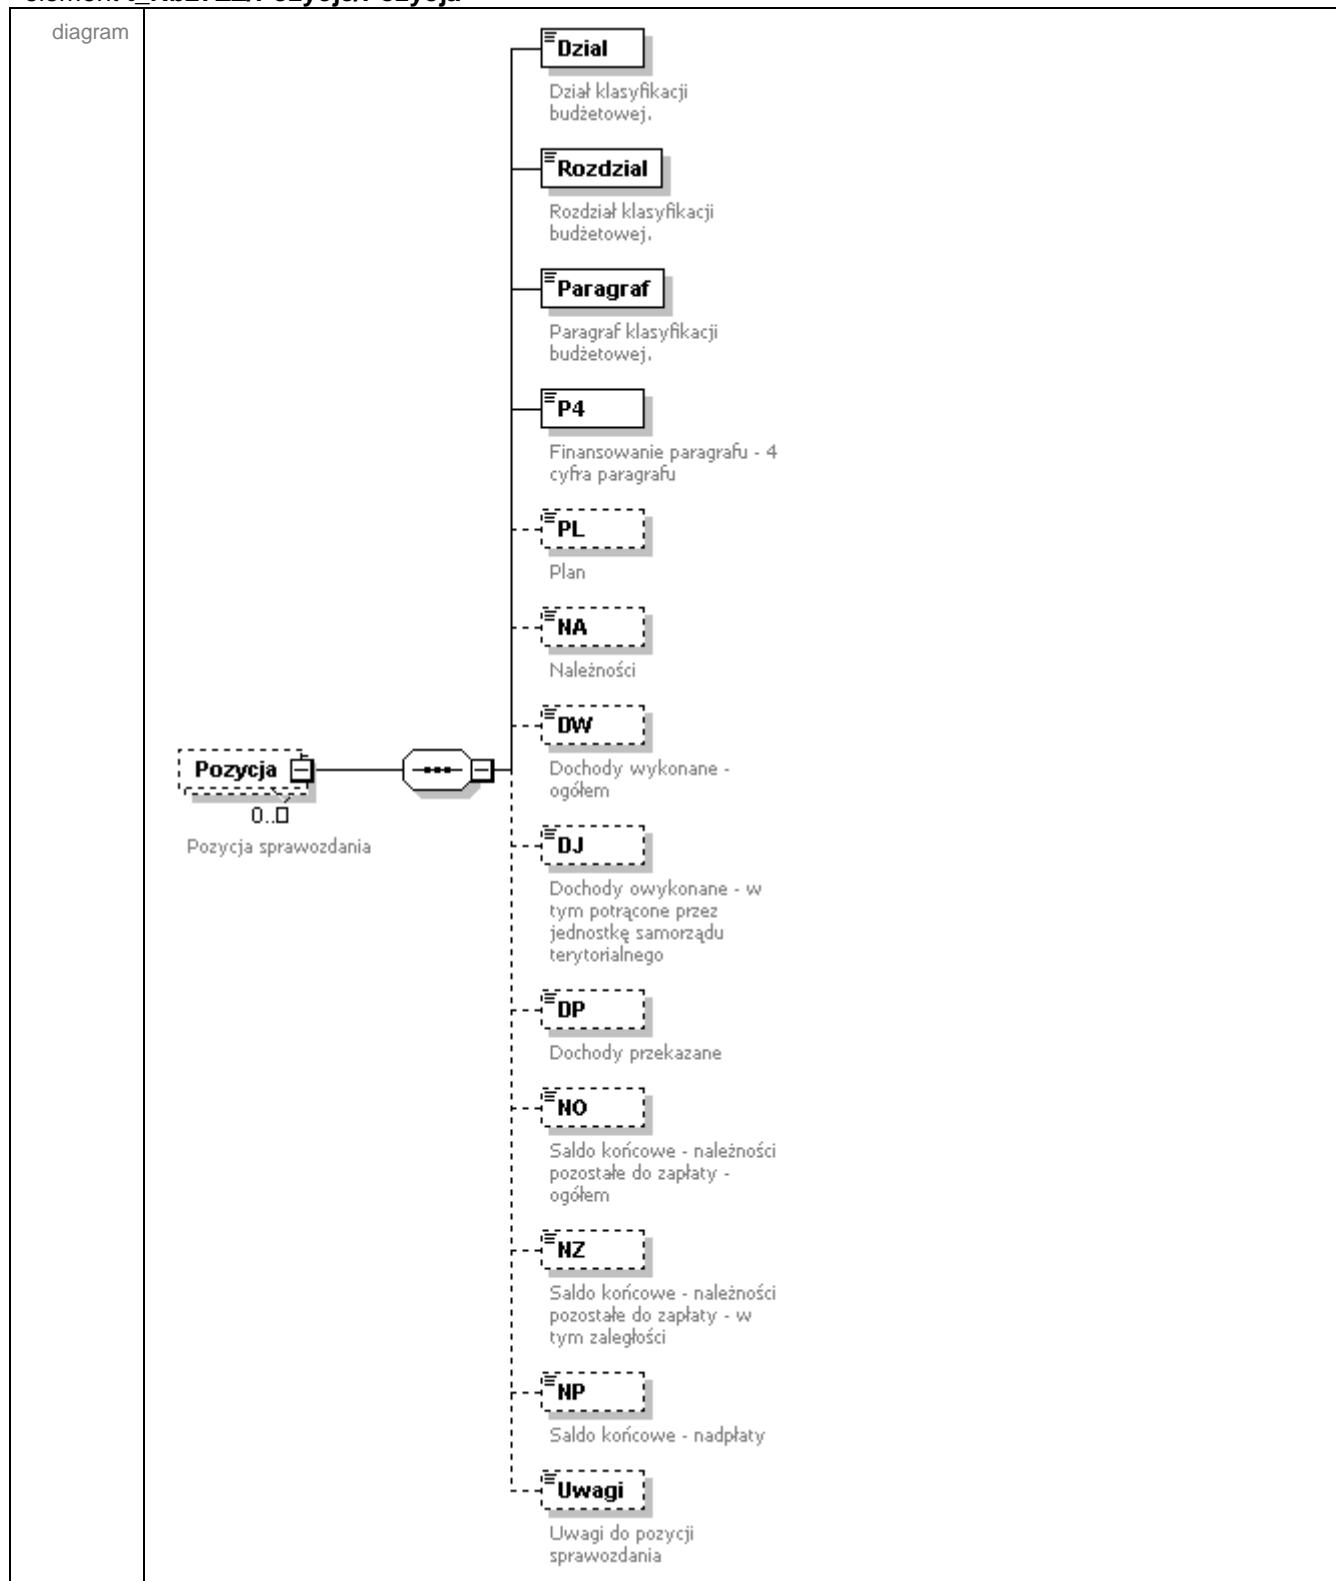 diagram
Dzial
Dział klasyfikacji
budżetowej.
Rozdzial
Rozdział klasyfikacji
budżetowej.
Paragraf
Paragraf klasyfikacji
budżetowej.
P4
Finansowanie paragrafu - 4
cyfra paragrafu
PL
Plan
NA
Należności
DW
Dochody wykonane -
ogółem
Pozycja
0..
Pozycja sprawozdania
DJ
Dochody owykonane - w
tym potrącone przez
jednostkę samorządu
terytorialnego
DP
Dochody przekazane
NO
Saldo końcowe - należności
pozostałe do zapłaty -
ogółem
NZ
Saldo końcowe - należności
pozostałe do zapłaty - w
tym zaległości
NP
Saldo końcowe - nadpłaty
Uwagi
Uwagi do pozycji
sprawozdania